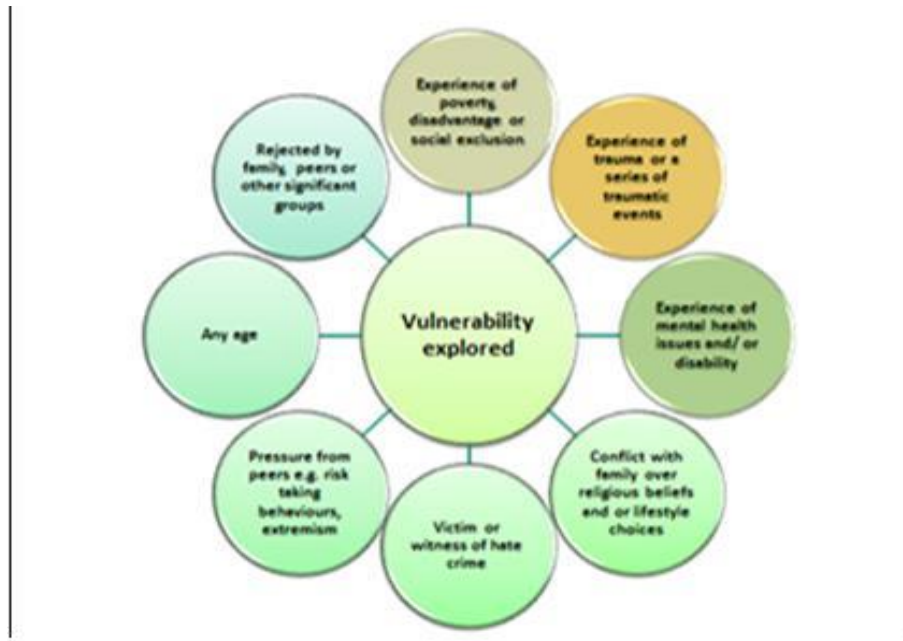 Vulnerability
explored
Experience of
poverty,
disadvantage or
social exclusion
Experience of
trauma or a
series of
traumatic
events
Experience of
mental health
issues and/ or
disability
Conflict with
family over
religious beliefs
and or lifestyle
choices
Victim or
witness of hate
crime
Pressure from
peers e.g. risk
taking
behaviours,
extremism
Any age
Rejected by
family, peers or
other significant
groups